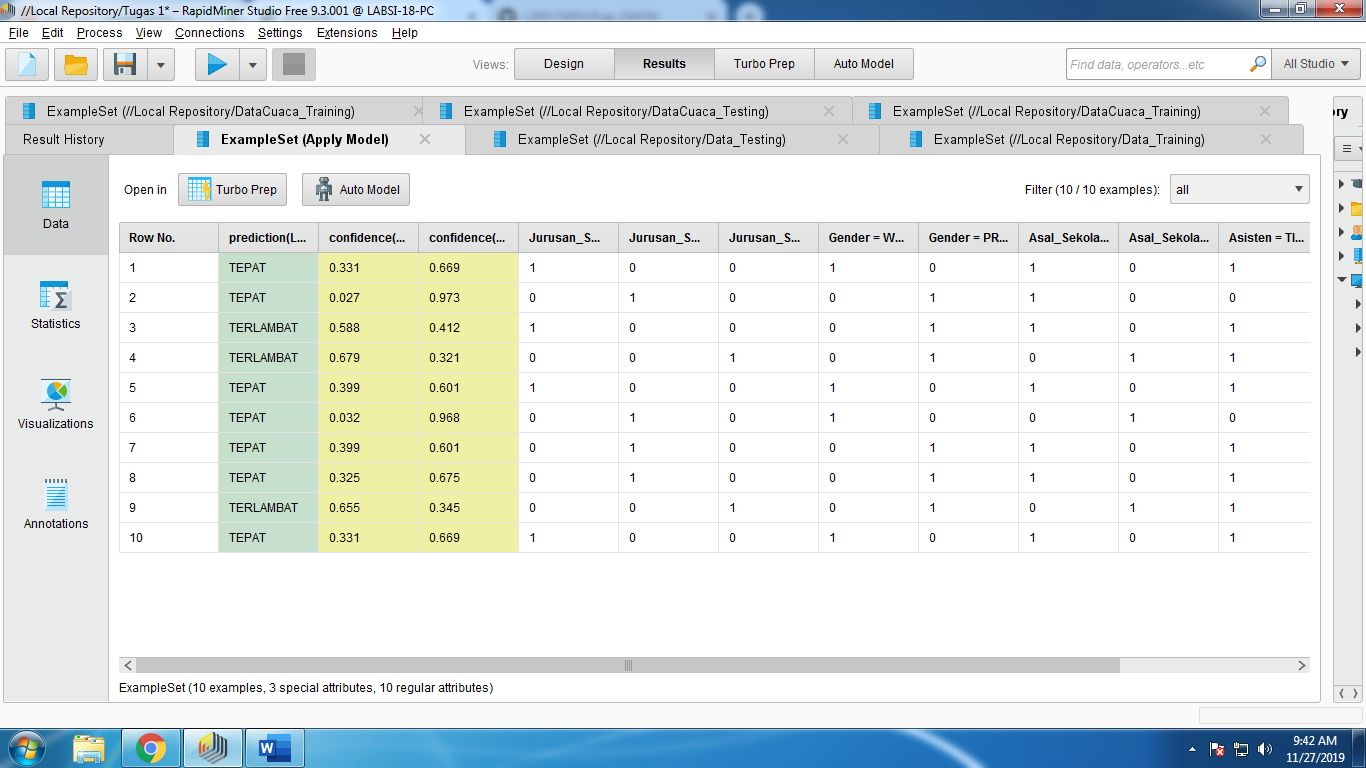 //Local Repository/Tugas 1* – RapidMiner Studio Free 9.3.001 @ LABSI-18-PC
File Edit Process View Connections Settings Extensions Help
Views: Design Results Turbo Prep Auto Model Find data, operators...etc All Studio
ExampleSet (///Local Repository/DataCuaca_Training) ExampleSet (///Local Repository/DataCuaca_Testing) ExampleSet (///Local Repository/DataCuaca_Training) ory
Result History ExampleSet (Apply Model) ExampleSet (///Local Repository/Data_Testing) ExampleSet (///Local Repository/Data_Training)
Data
Statistics
Visualizations
Annotations
Open in Turbo Prep Auto Model Filter (10 / 10 examples): all
Row No. prediction(L... confidence(... confidence(... Jurusan_S... Jurusan_S... Jurusan_S... Gender = W... Gender = PR... Asal_Sekola... Asal_Sekola... Asisten = TI...
1 TEPAT 0.331 0.669 1 0 0 1 0 1 0 1
2 TEPAT 0.027 0.973 0 1 0 0 1 1 0 0
3 TERLAMBAT 0.588 0.412 1 0 0 0 1 1 0 1
4 TERLAMBAT 0.679 0.321 0 0 1 0 1 0 1 1
5 TEPAT 0.399 0.601 1 0 0 1 0 1 0 1
6 TEPAT 0.032 0.968 0 1 0 1 0 0 1 0
7 TEPAT 0.399 0.601 0 1 0 0 1 1 0 1
8 TEPAT 0.325 0.675 0 1 0 0 1 1 0 1
9 TERLAMBAT 0.655 0.345 0 0 1 0 1 0 1 1
10 TEPAT 0.331 0.669 1 0 0 1 0 1 0 1
ExampleSet (10 examples, 3 special attributes, 10 regular attributes)
9:42 AM
11/27/2019